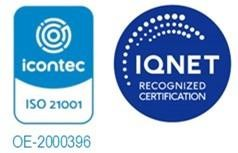 icontec
ISO 21001
OE-2000396
IQNET
RECOGNIZED
CERTIFICATION